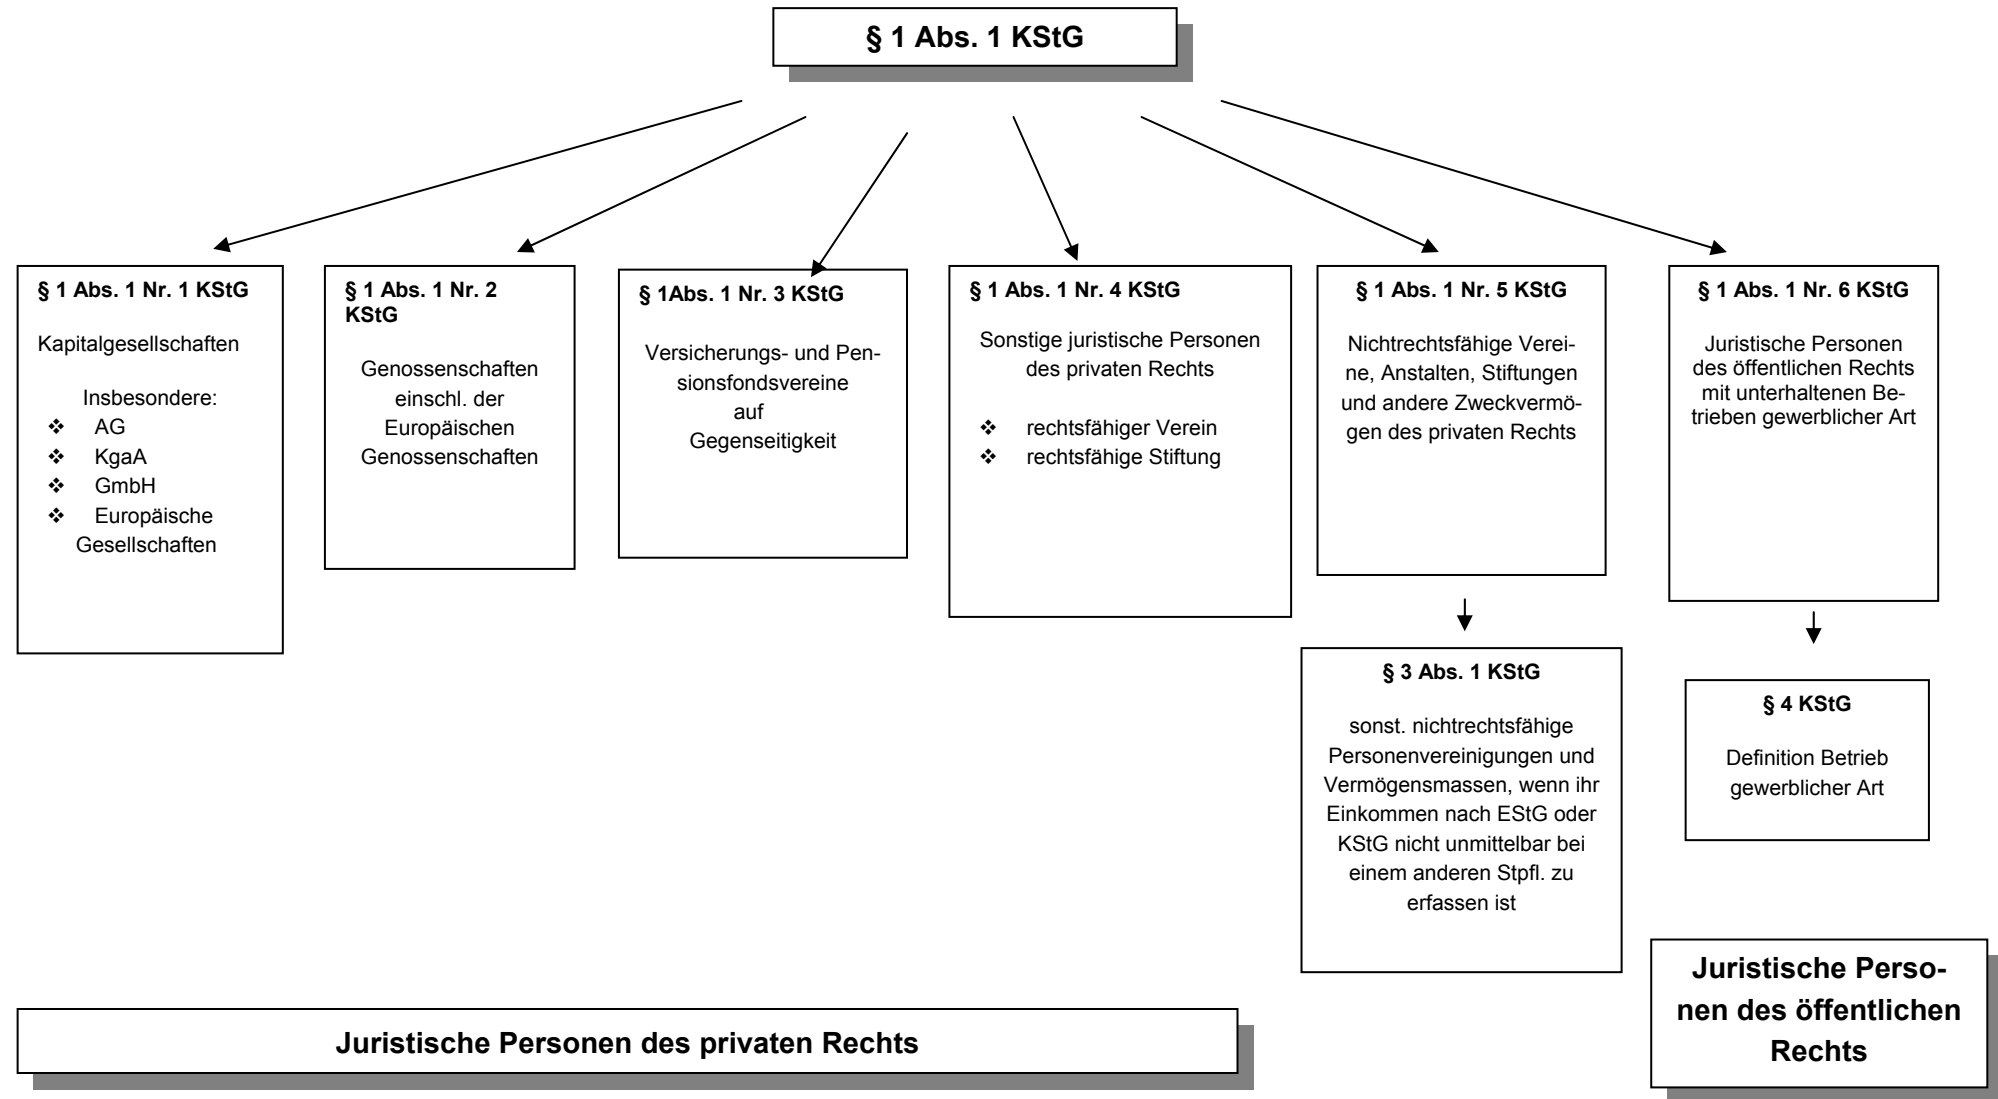 § 1 Abs. 1 KStG
§ 1 Abs. 1 Nr. 1 KStG
Kapitalgesellschaften
Insbesondere:
❖ AG
❖ KgaA
❖ GmbH
❖ Europäische
Gesellschaften
§ 1 Abs. 1 Nr. 2
KStG
Genossenschaften
einschl. der
Europäischen
Genossenschaften
§ 1Abs. 1 Nr. 3 KStG
Versicherungs- und Pen-
sionsfondsvereine
auf
Gegenseitigkeit
§ 1 Abs. 1 Nr. 4 KStG
Sonstige juristische Personen
des privaten Rechts
❖ rechtsfähiger Verein
❖ rechtsfähige Stiftung
§ 1 Abs. 1 Nr. 5 KStG
Nichtrechtsfähige Verei-
ne, Anstalten, Stiftungen
und andere Zweckvermö-
gen des privaten Rechts
§ 1 Abs. 1 Nr. 6 KStG
Juristische Personen
des öffentlichen Rechts
mit unterhaltenen Be-
trieben gewerblicher Art
§ 3 Abs. 1 KStG
sonst. nichtrechtsfähige
Personenvereinigungen und
Vermögensmassen, wenn ihr
Einkommen nach EStG oder
KStG nicht unmittelbar bei
einem anderen Stpfl. zu
erfassen ist
§ 4 KStG
Definition Betrieb
gewerblicher Art
Juristische Personen des privaten Rechts
Juristische Perso-
nen des öffentlichen
Rechts